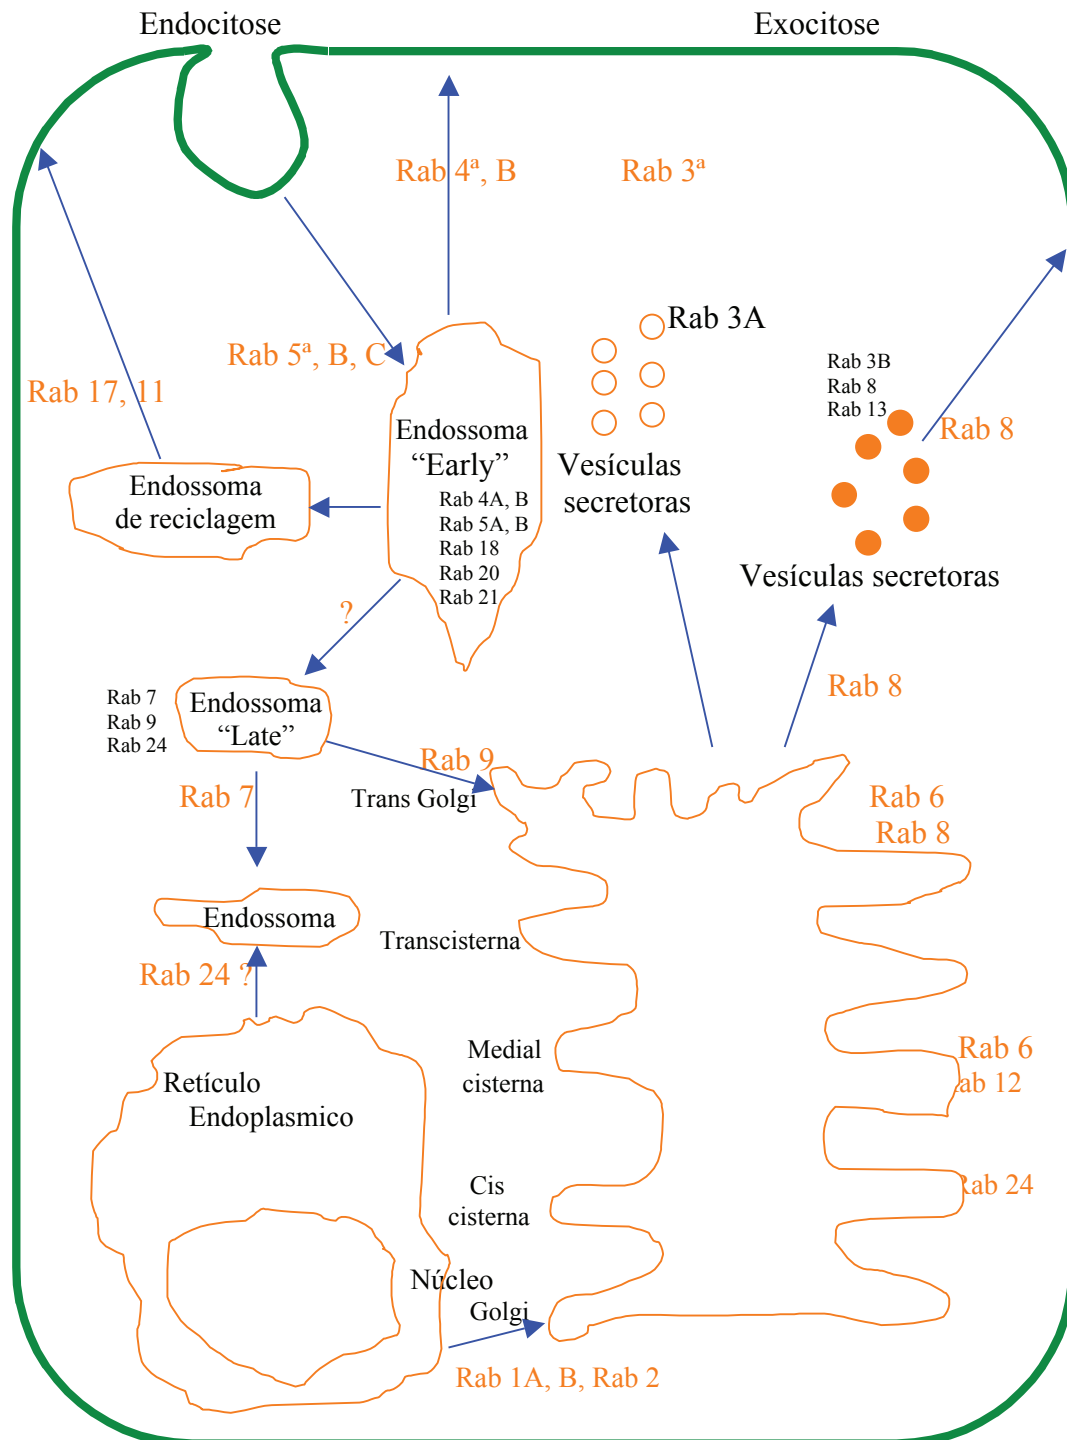 Endocitose
Exocitose
Rab 4ª, B
Rab 3ª
Rab 3A
Rab 5ª, B, C
Rab 17, 11
Rab 3B
Rab 8
Rab 13
Rab 8
Endossoma
“Early”
Rab 4A, B
Rab 5A, B
Rab 18
Rab 20
Rab 21
Vesículas
secretoras
Endossoma
de reciclagem
Vesículas secretoras
?
Rab 8
Rab 7
Rab 9
Rab 24
Endossoma
“Late”
Rab 9
Rab 7
Trans Golgi
Rab 6
Rab 8
Endossoma
Transcisterna
Rab 24 ?
Medial
cisterna
Rab 6
ab 12
Retículo
Endoplasmico
Cis
cisterna
Rab 24
Núcleo
Golgi
Rab 1A, B, Rab 2